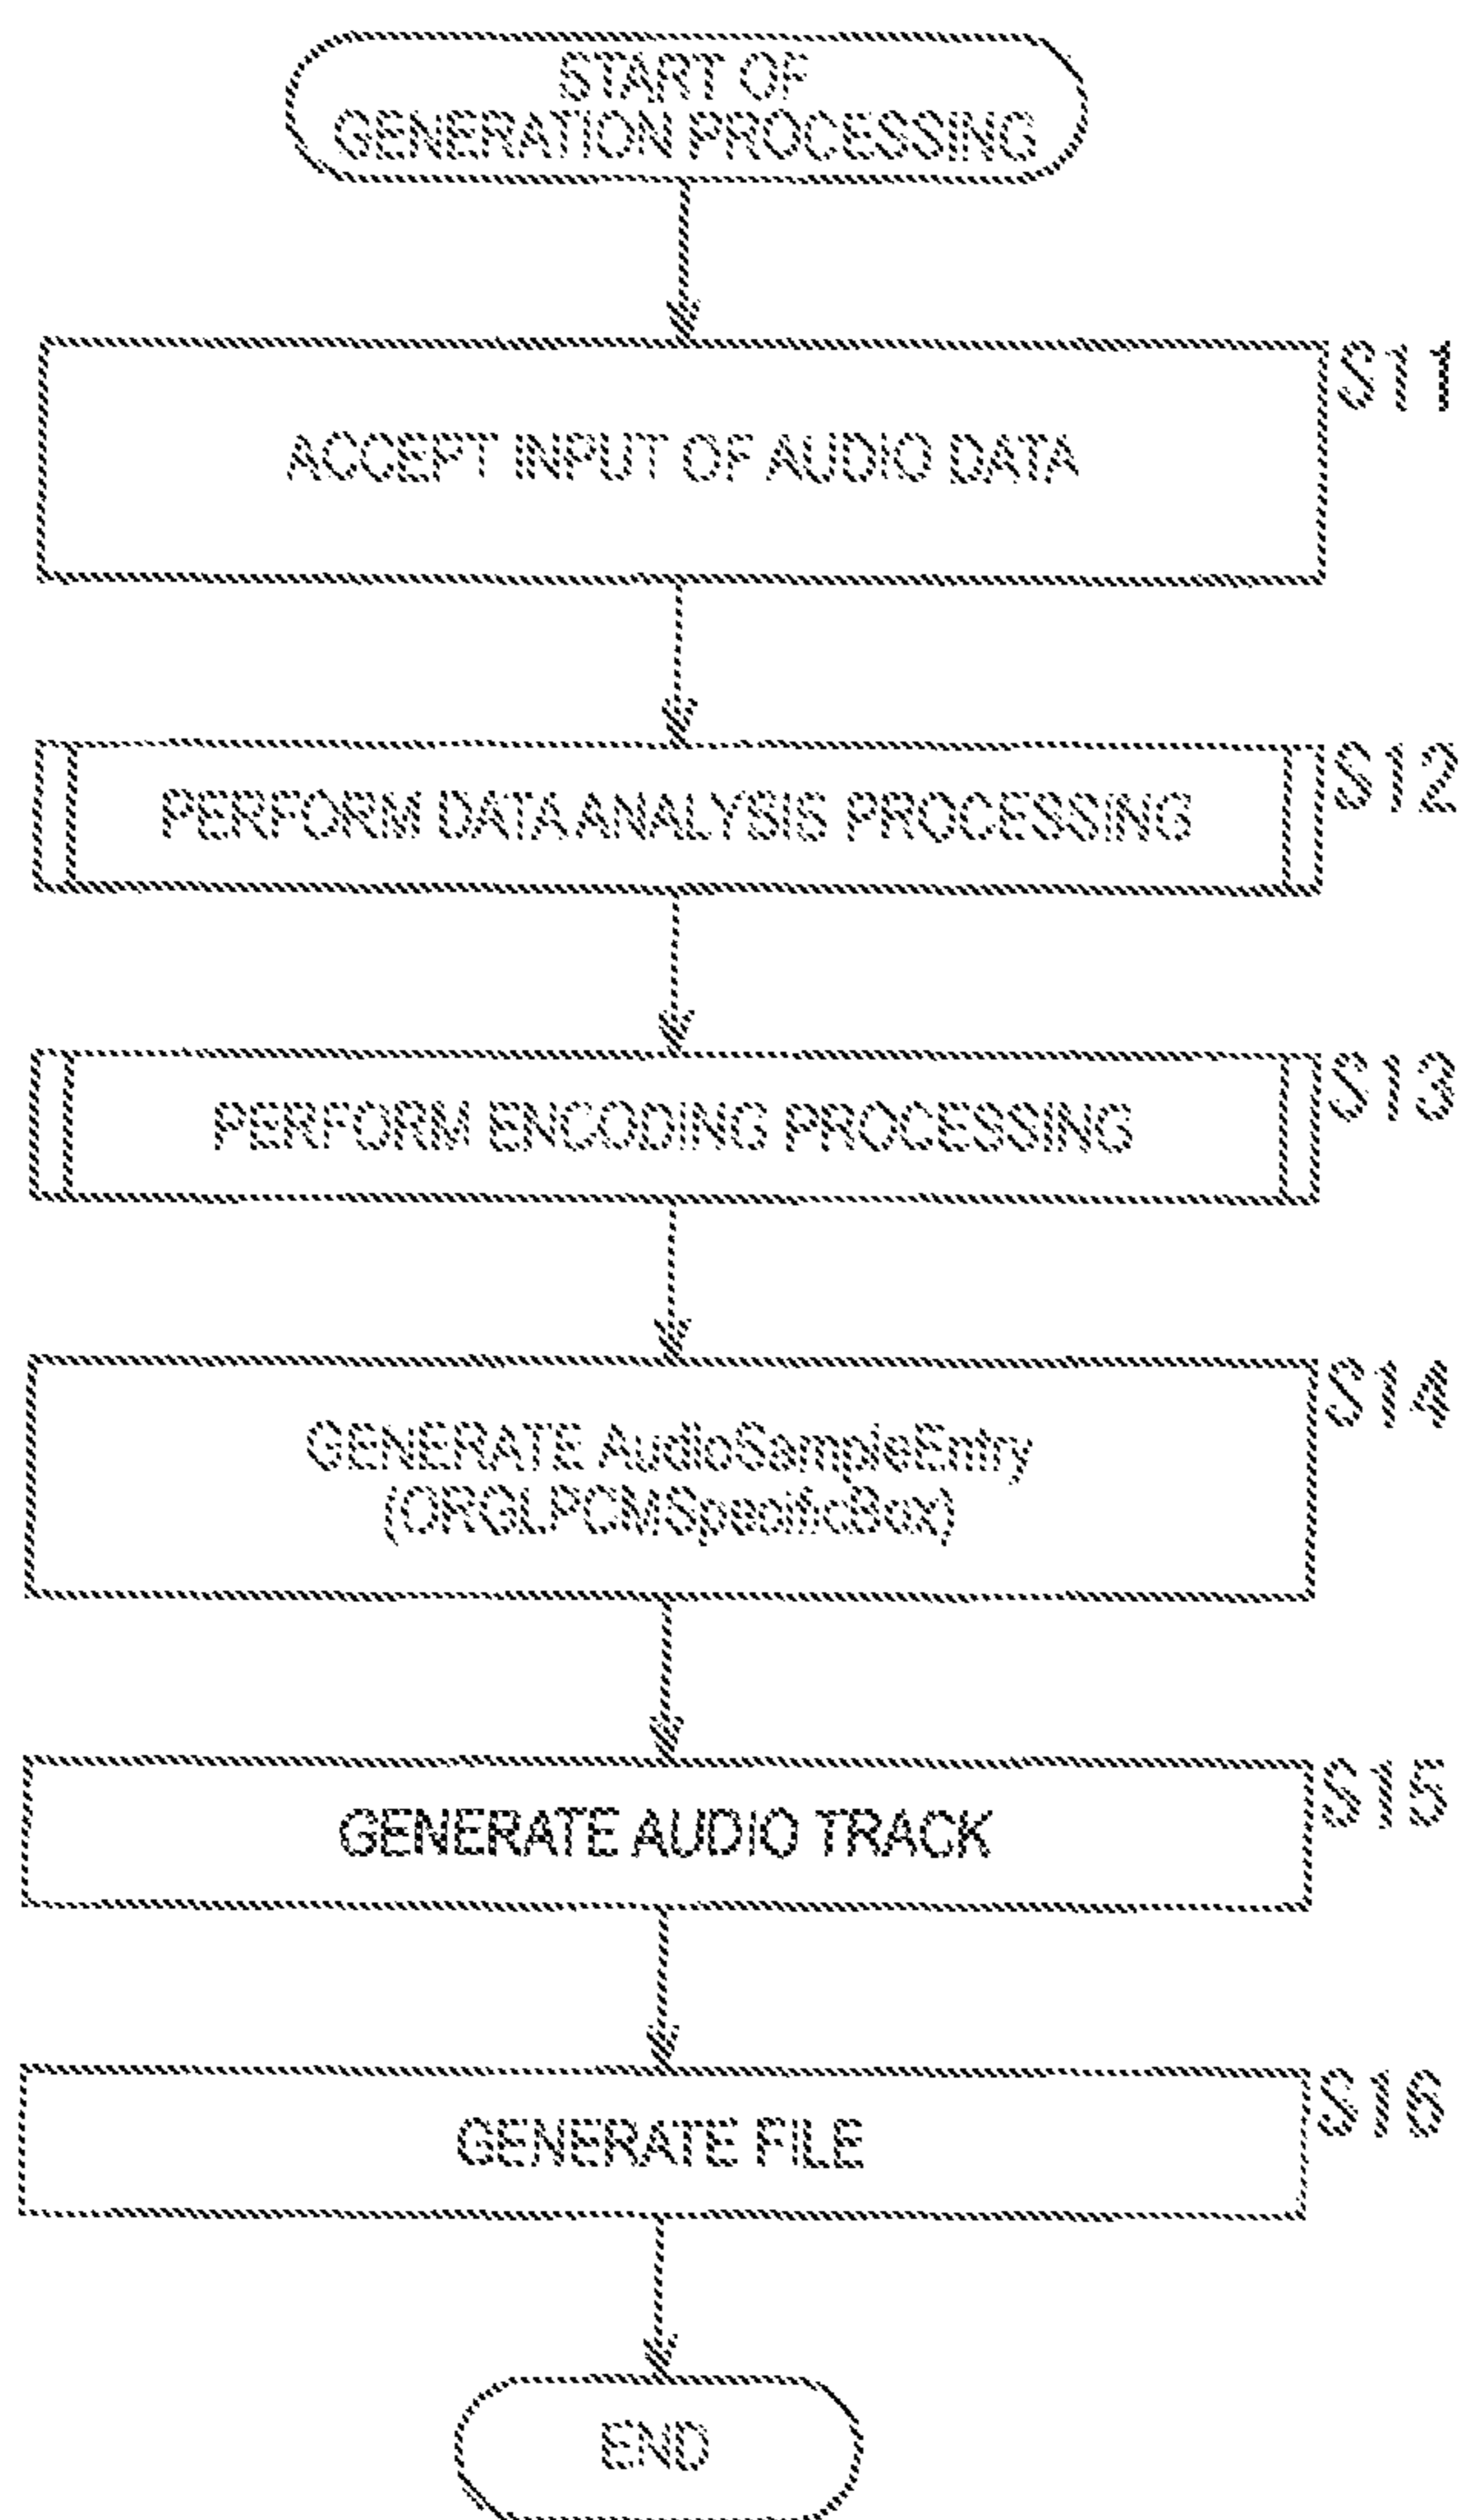 START OF
GENERATION PROCESSING
S11
ACCEPT INPUT OF AUDIO DATA
S12
PERFORM DATA ANALYSIS PROCESSING
S13
PERFORM ENCODING PROCESSING
S14
GENERATE AudioSampleEntry
(ORGLPCMSpecificBox)
S15
GENERATE AUDIO TRACK
S16
GENERATE FILE
END